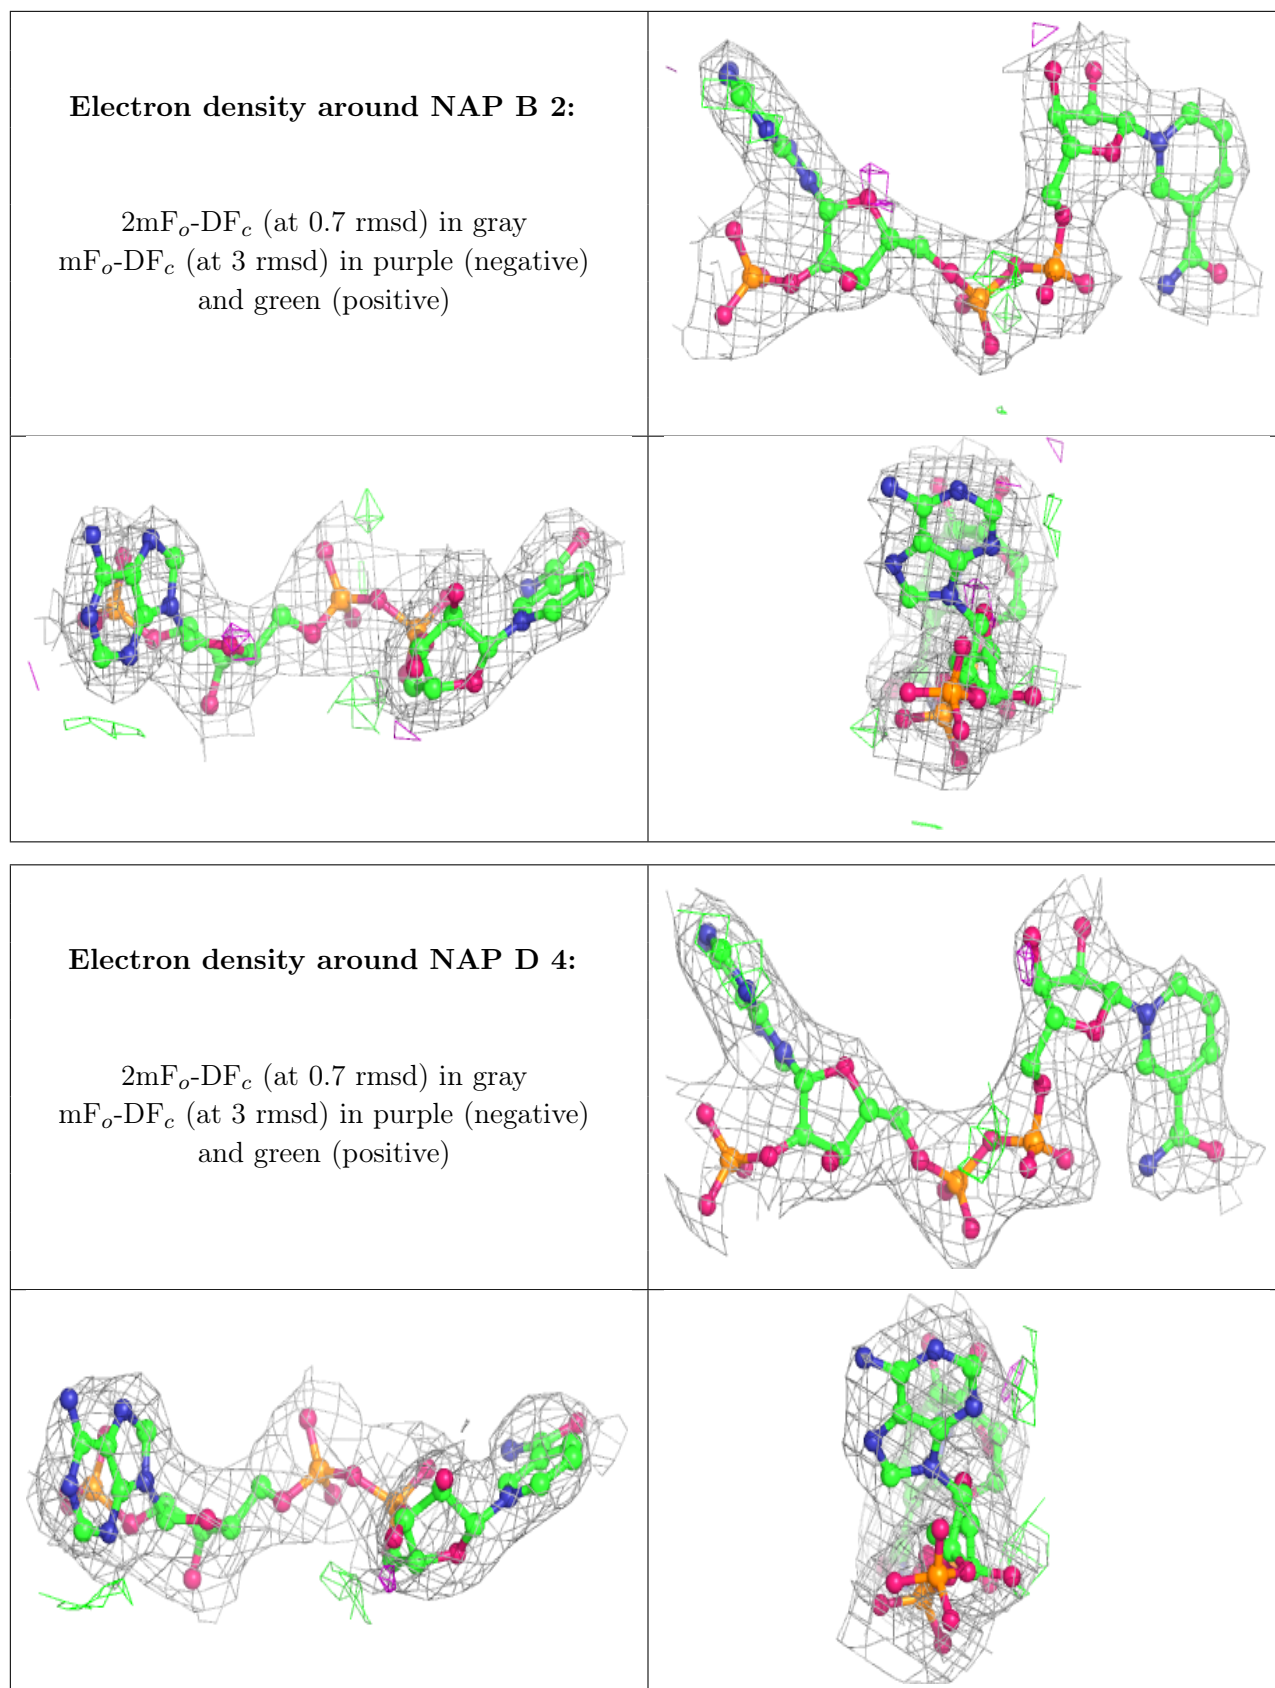 Electron density around NAP B 2:
2mFo-DFc (at 0.7 rmsd) in gray
mFo-DFc (at 3 rmsd) in purple (negative)
and green (positive)
Electron density around NAP D 4:
2mFo-DFc (at 0.7 rmsd) in gray
mFo-DFc (at 3 rmsd) in purple (negative)
and green (positive)